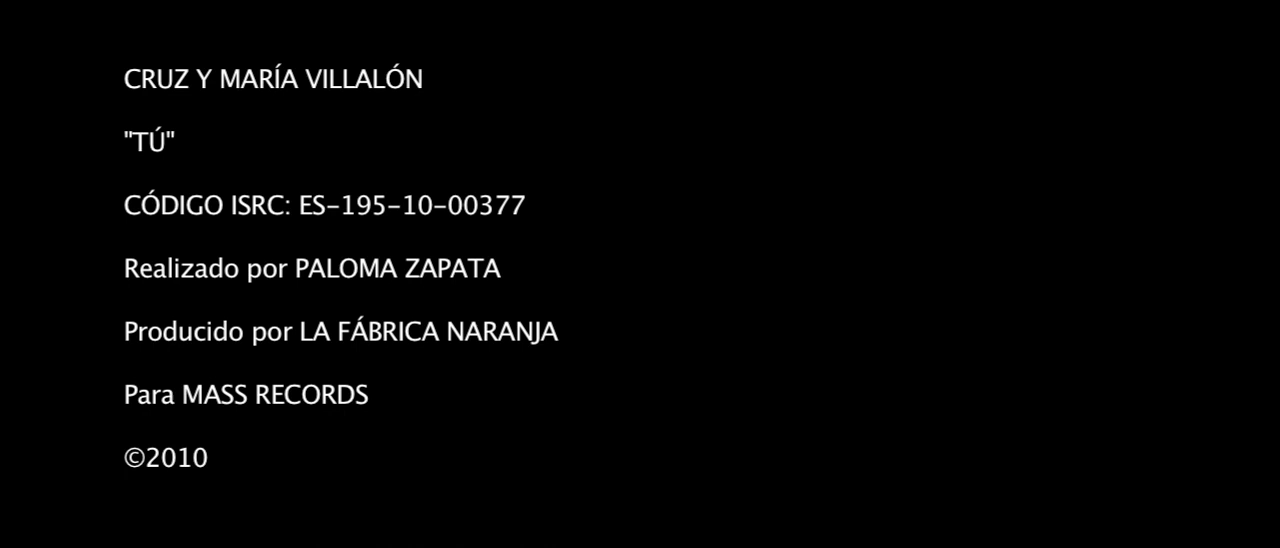 CRUZ Y MARÍA VILLALÓN
"TÚ"
CÓDIGO ISRC: ES-195-10-00377
Realizado por PALOMA ZAPATA
Producido por LA FÁBRICA NARANJA
Para MASS RECORDS
©2010